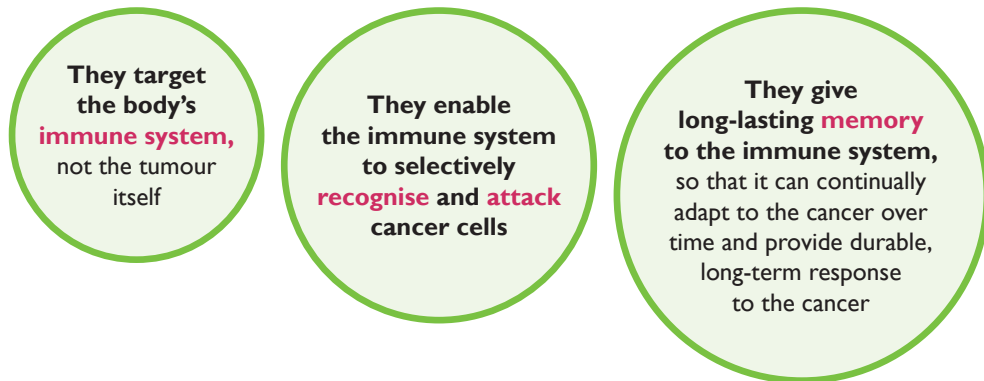 They target
the body's
immune system,
not the tumour
itself
They enable
the immune system
to selectively
recognise and attack
cancer cells
They give
long-lasting memory
to the immune system,
so that it can continually
adapt to the cancer over
time and provide durable,
long-term response
to the cancer